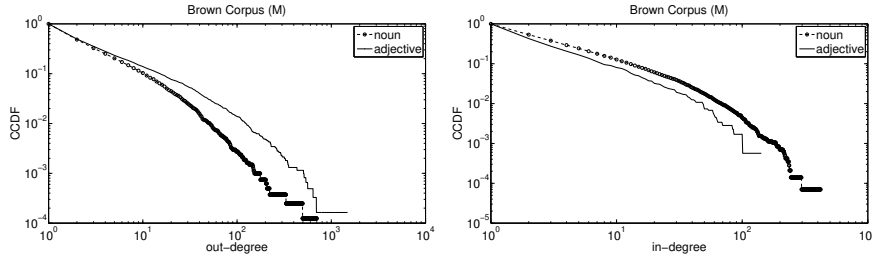 Brown Corpus (M)
10^0
10^-1
10^-2
10^-3
10^-4
CCDF
10^0
10^1
10^2
10^3
10^4
out−degree
noun
adjective
Brown Corpus (M)
10^0
10^-1
10^-2
10^-3
10^-4
10^-5
CCDF
10^0
10^1
10^2
10^3
in−degree
noun
adjective